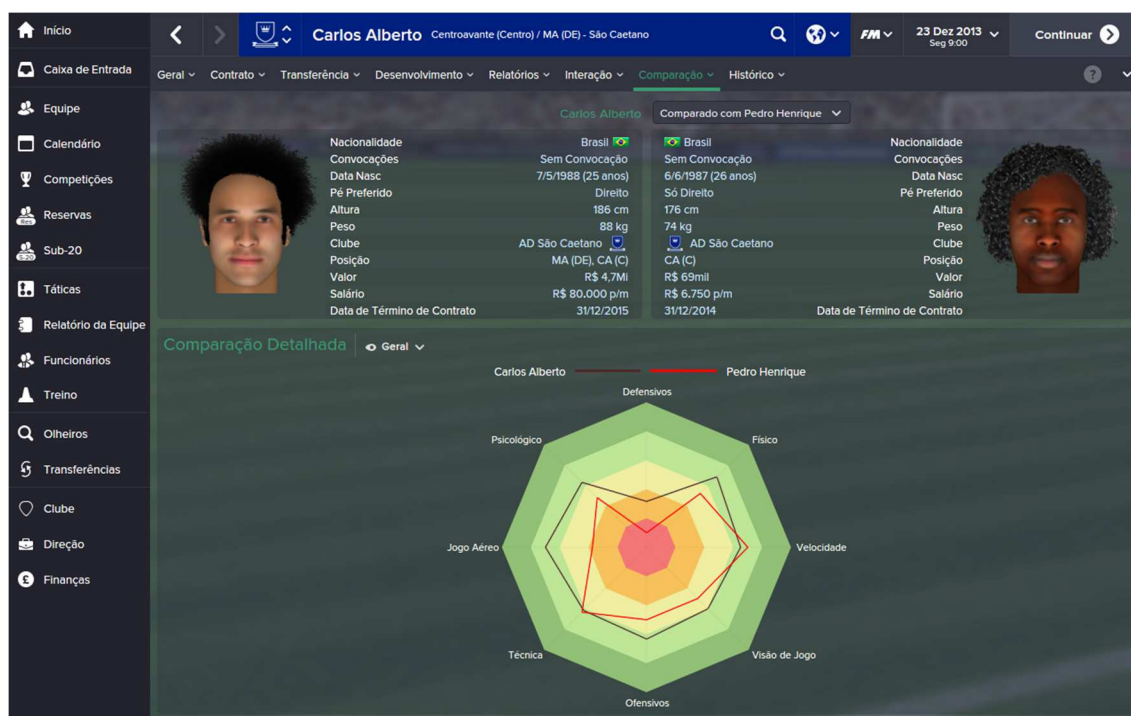 Início
Caixa de Entrada
Equipe
Calendário
Competições
Reservas
Sub-20
Táticas
Relatório da Equipe
Funcionários
Treino
Olheiros
Transferências
Clube
Direção
Finanças
Carlos Alberto Centroavante (Centro) / MA (DE) - São Caetano
FM
23 Dez 2013
Seg 9:00
Continuar
Geral Contrato Transferência Desenvolvimento Relatórios Interação Comparação Histórico ?
Carlos Alberto Comparado com Pedro Henrique
Nacionalidade Brasil Brasil Nacionalidade
Convocações Sem Convocação Sem Convocação Convocações
Data Nasc 7/5/1988 (25 anos) 6/6/1987 (26 anos) Data Nasc
Pé Preferido Direito Só Direito Pé Preferido
Altura 186 cm 176 cm Altura
Peso 88 kg 74 kg Peso
Clube AD São Caetano AD São Caetano Clube
Posição MA (DE), CA (C) CA (C) Posição
Valor R$ 4,7Mi R$ 69mil Valor
Salário R$ 80.000 p/m R$ 6.750 p/m Salário
Data de Término de Contrato 31/12/2015 31/12/2014 Data de Término de Contrato
Comparação Detalhada Geral
Carlos Alberto Pedro Henrique
Defensivos
Psicológico Físico
Jogo Aéreo Velocidade
Técnica Visão de Jogo
Ofensivos